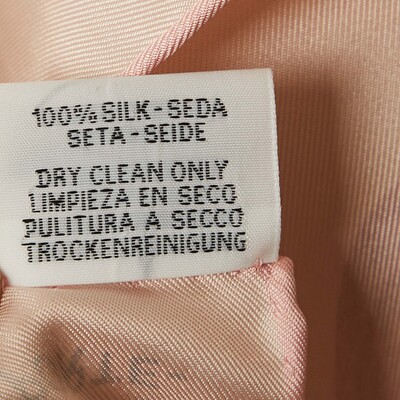 100% SILK-SEDA
SETA-SEIDE
DRY CLEAN ONLY
LIMPIEZA EN SECO
PULITURA A SECCO
TROCKENREINIGUNG